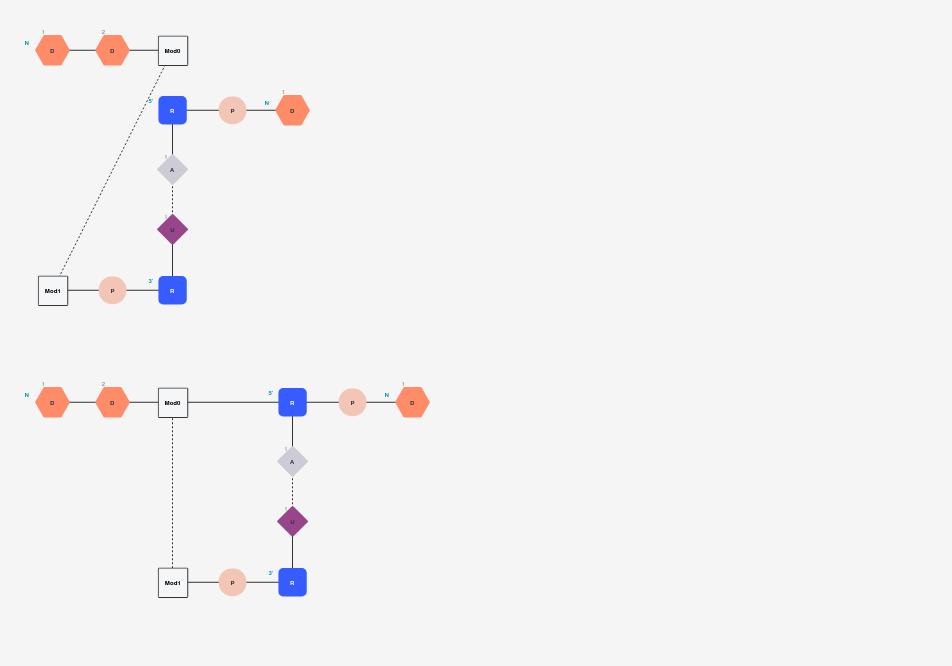 1 2
N D D Mod0
5' R P N 1 D
1 A
1 U
Mod1 P 3' R
1 2 1
N D D Mod0 5' R P N D
1 A
1 U
Mod1 P 3' R